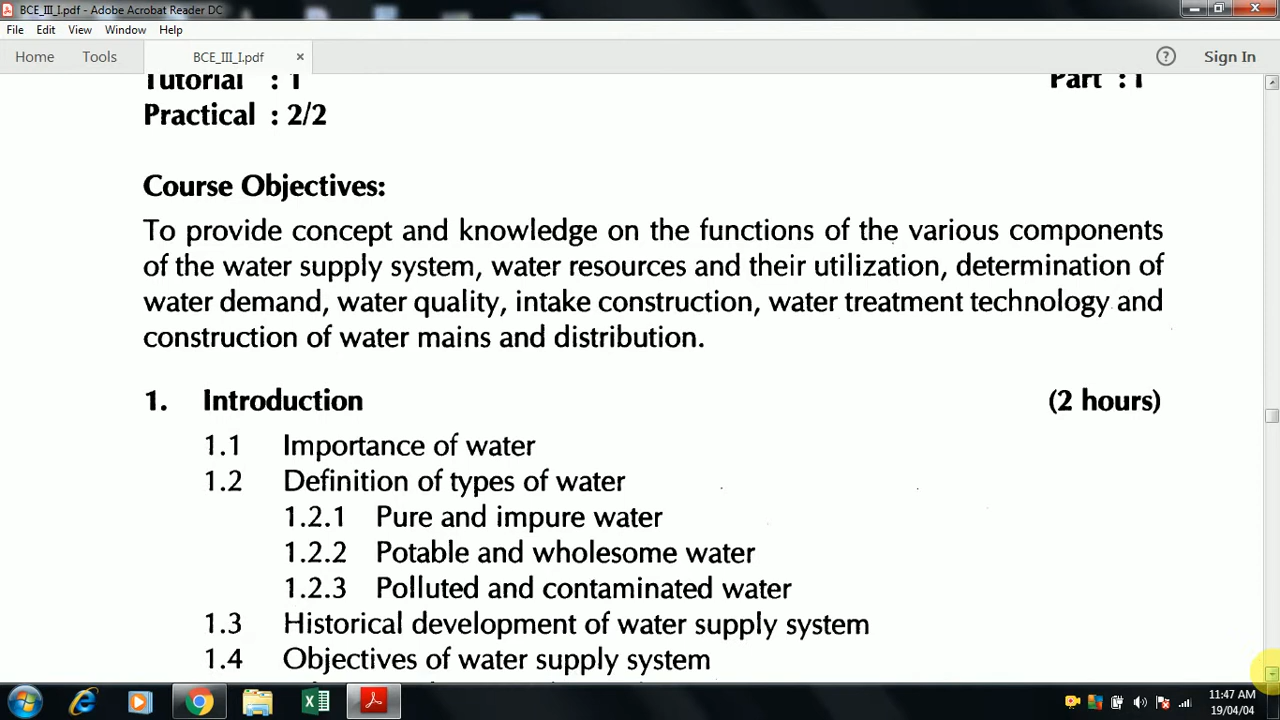 BCE_III_I.pdf - Adobe Acrobat Reader DC
File Edit View Window Help
Home Tools BCE_III_I.pdf × ? Sign In
Tutorial : 1 Part : I
Practical : 2/2
Course Objectives:
To provide concept and knowledge on the functions of the various components
of the water supply system, water resources and their utilization, determination of
water demand, water quality, intake construction, water treatment technology and
construction of water mains and distribution.
1. Introduction (2 hours)
1.1 Importance of water
1.2 Definition of types of water
1.2.1 Pure and impure water
1.2.2 Potable and wholesome water
1.2.3 Polluted and contaminated water
1.3 Historical development of water supply system
1.4 Objectives of water supply system
11:47 AM
19/04/04